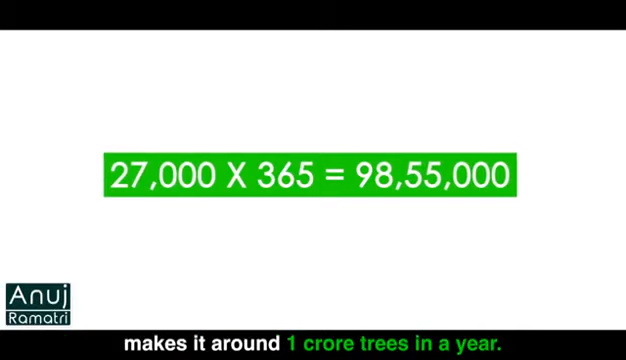 27,000 X 365 = 98,55,000
Anuj
Ramatri
makes it around 1 crore trees in a year.